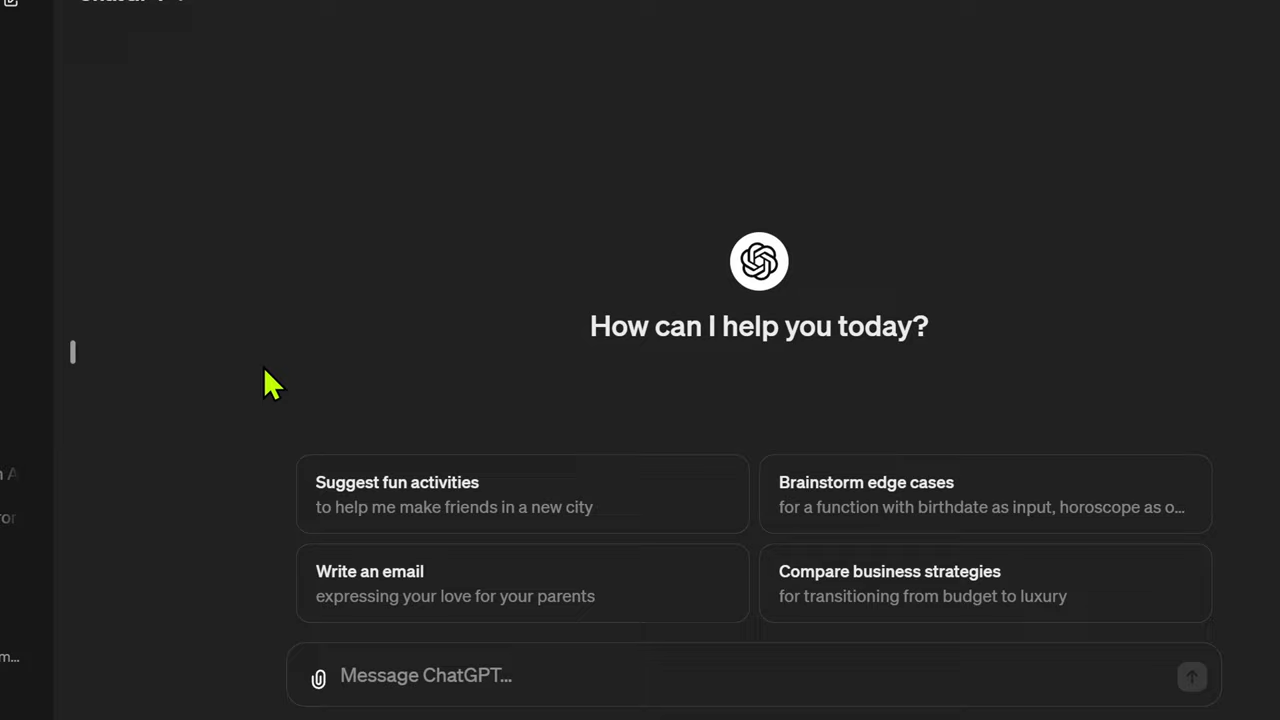 How can I help you today?
Suggest fun activities
to help me make friends in a new city
Brainstorm edge cases
for a function with birthdate as input, horoscope as o...
Write an email
expressing your love for your parents
Compare business strategies
for transitioning from budget to luxury
m...
Message ChatGPT...